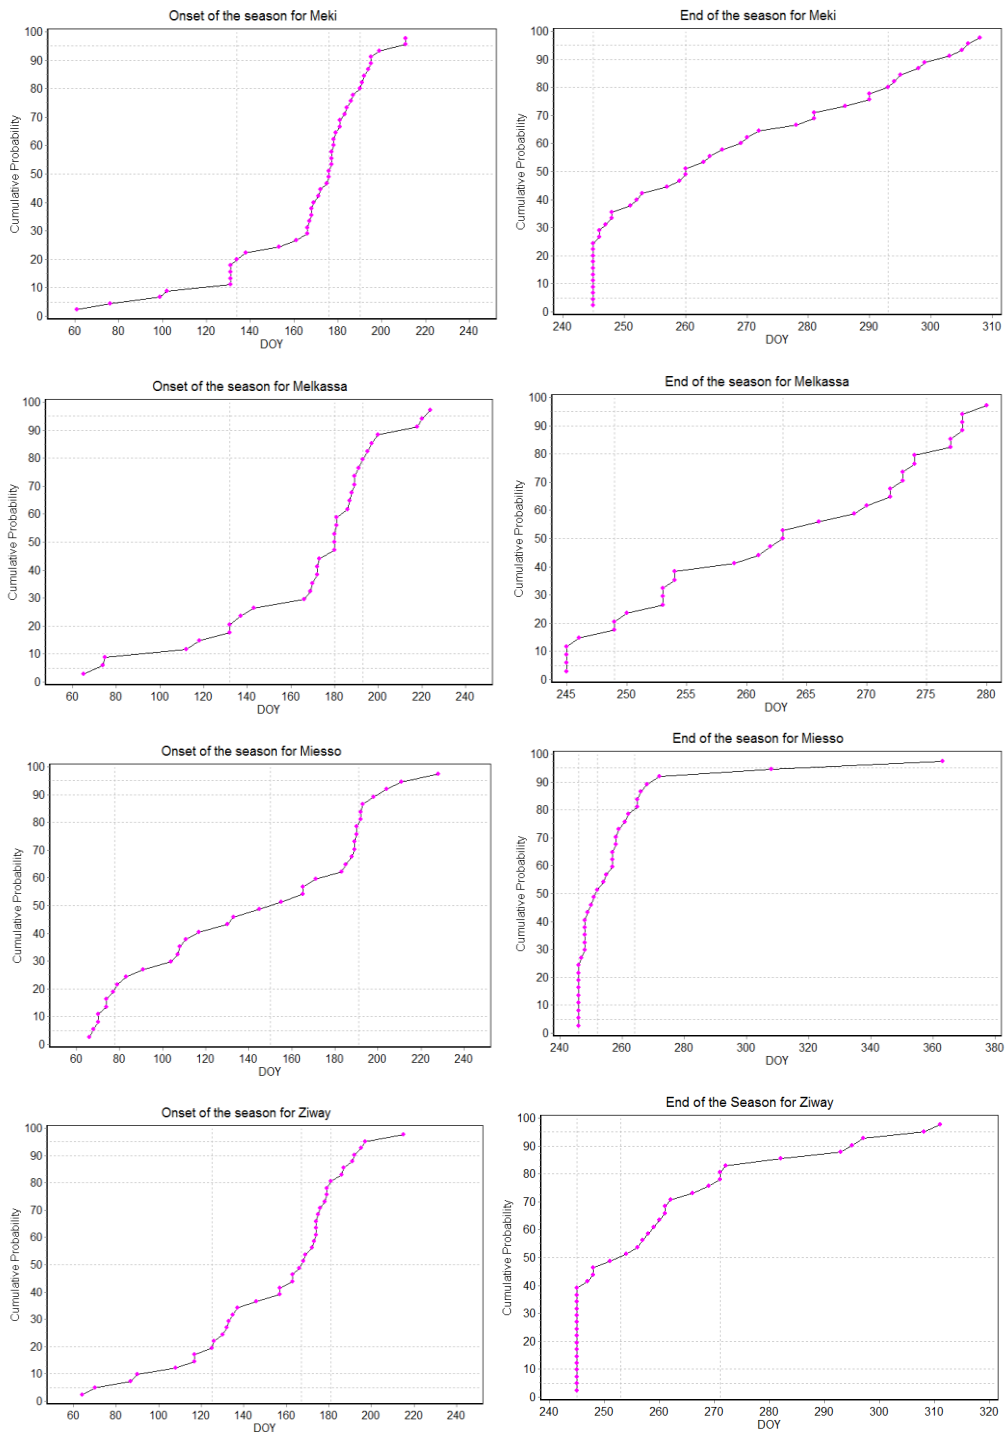 Onset of the season for Meki
Cumulative Probability
100
90
80
70
60
50
40
30
20
10
0
60 80 100 120 140 160 180 200 220 240
DOY
End of the season for Meki
Cumulative Probability
100
90
80
70
60
50
40
30
20
10
0
240 250 260 270 280 290 300 310
DOY
Onset of the season for Melkassa
Cumulative Probability
100
90
80
70
60
50
40
30
20
10
0
60 80 100 120 140 160 180 200 220 240
DOY
End of the season for Melkassa
Cumulative Probability
100
90
80
70
60
50
40
30
20
10
0
245 250 255 260 265 270 275 280
DOY
Onset of the season for Miesso
Cumulative Probability
100
90
80
70
60
50
40
30
20
10
0
60 80 100 120 140 160 180 200 220 240
DOY
End of the season for Miesso
Cumulative Probability
100
90
80
70
60
50
40
30
20
10
0
240 260 280 300 320 340 360 380
DOY
Onset of the season for Ziway
Cumulative Probability
100
90
80
70
60
50
40
30
20
10
0
60 80 100 120 140 160 180 200 220 240
DOY
End of the Season for Ziway
Cumulative Probability
100
90
80
70
60
50
40
30
20
10
0
240 250 260 270 280 290 300 310 320
DOY